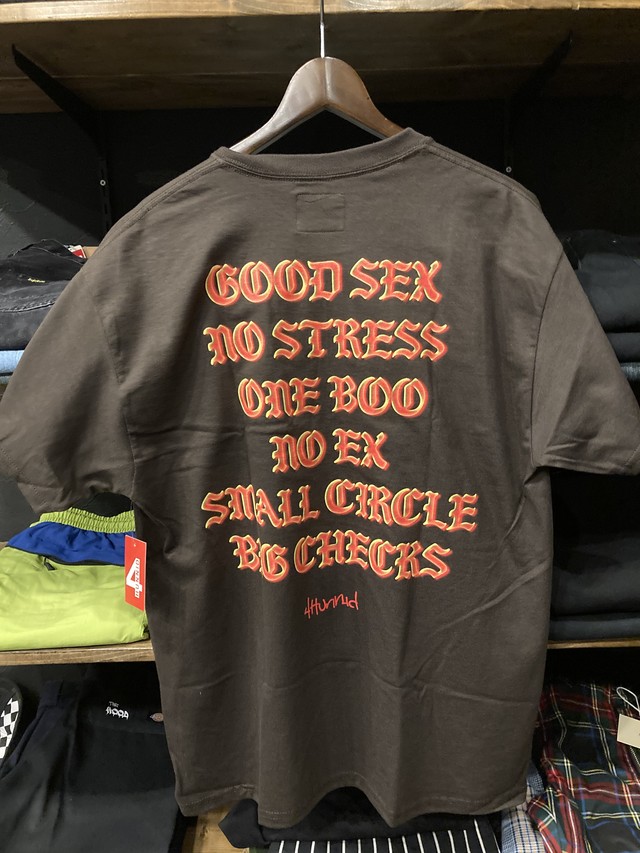 GOOD SEX
NO STRESS
ONE BOO
NO EX
SMALL CIRCLE
BIG CHECKS
4Hunnid